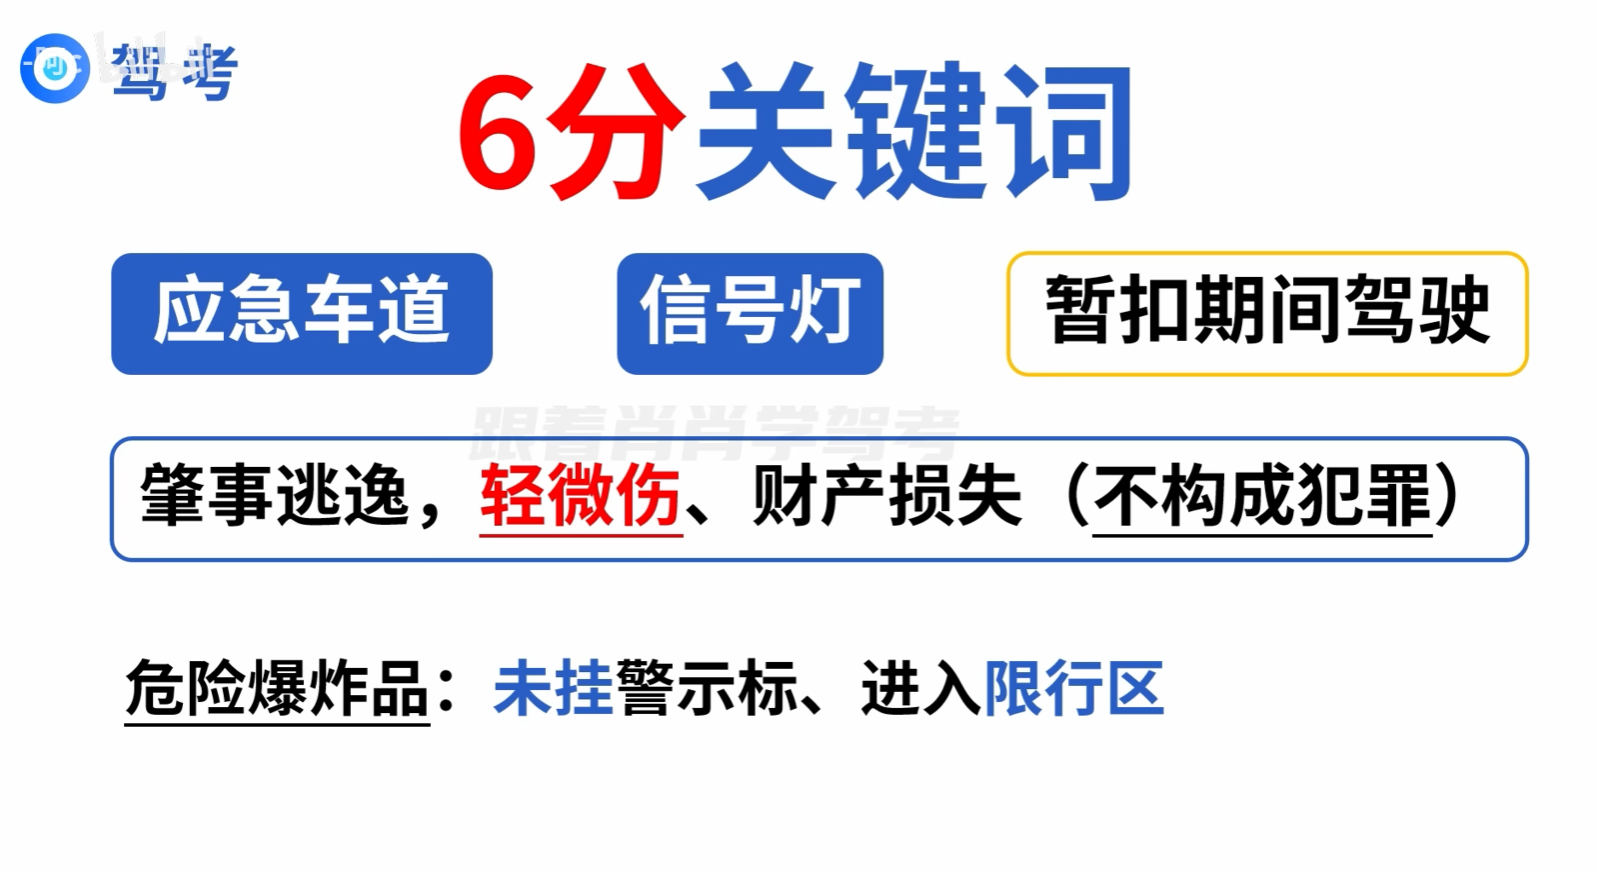 驾考
6分关键词
应急车道 信号灯 暂扣期间驾驶
跟着肖肖学驾考
肇事逃逸，轻微伤、财产损失（不构成犯罪）
危险爆炸品：未挂警示标、进入限行区